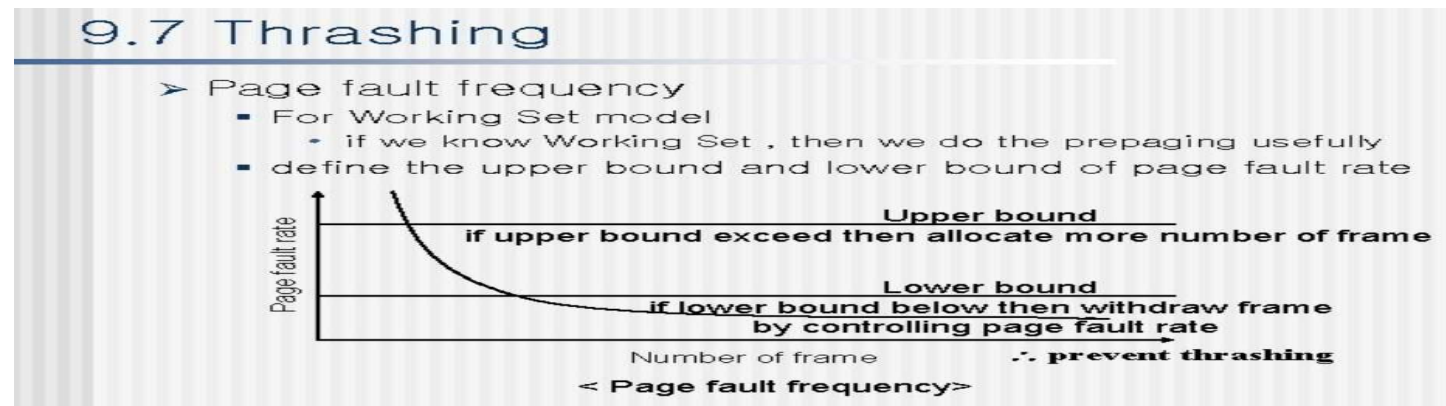 9.7 Thrashing
➢ Page fault frequency
▪ For Working Set model
• if we know Working Set , then we do the prepaging usefully
▪ define the upper bound and lower bound of page fault rate
Page fault rate
Upper bound
if upper bound exceed then allocate more number of frame
Lower bound
if lower bound below then withdraw frame
by controlling page fault rate
Number of frame
∴ prevent thrashing
< Page fault frequency>